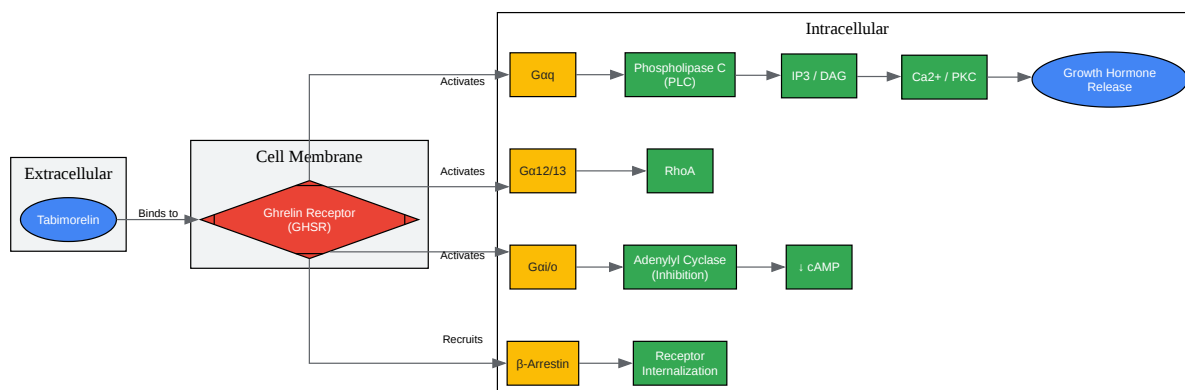 Intracellular
Gαq
Phospholipase C
(PLC)
IP3 / DAG
Ca2+ / PKC
Growth Hormone
Release
Activates
Cell Membrane
Extracellular
Tabimorelin
Binds to
Ghrelin Receptor
(GHSR)
Activates
Gα12/13
RhoA
Activates
Gαi/o
Adenylyl Cyclase
(Inhibition)
↓ cAMP
Recruits
β-Arrestin
Receptor
Internalization